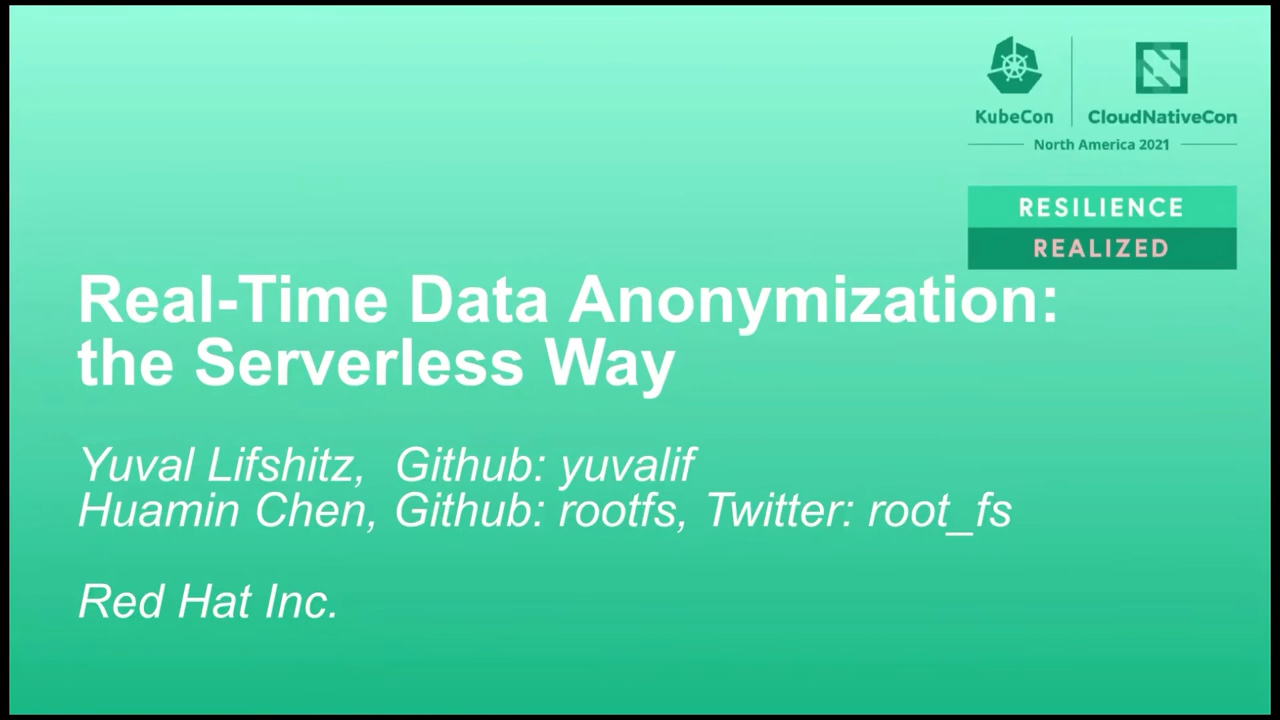 KubeCon
CloudNativeCon
North America 2021
RESILIENCE
REALIZED
Real-Time Data Anonymization:
the Serverless Way
Yuval Lifshitz,  Github: yuvalif
Huamin Chen, Github: rootfs, Twitter: root_fs
Red Hat Inc.